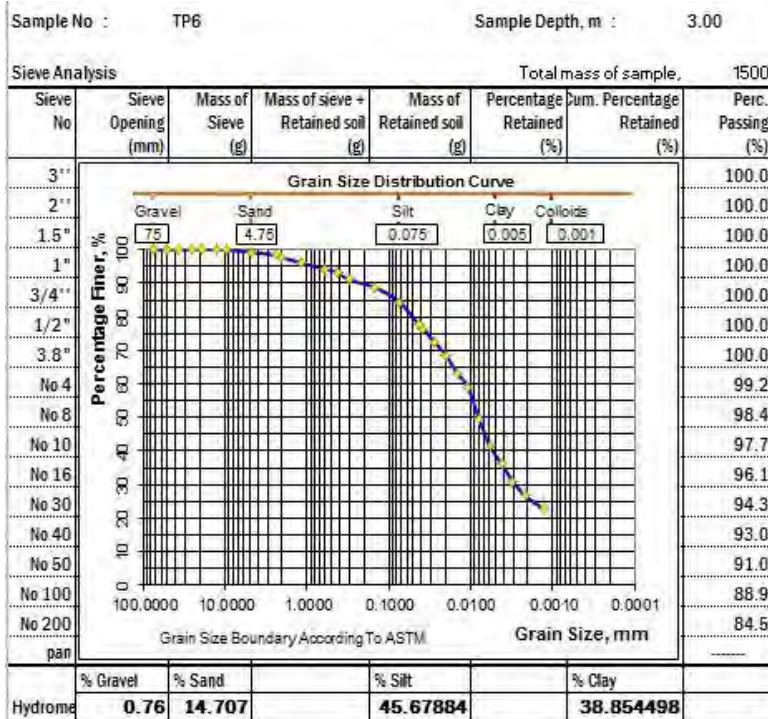 Sample No : TP6 Sample Depth, m : 3.00
Sieve Analysis Total mass of sample, 1500
Sieve Sieve Mass of Mass of sieve + Mass of Percentage Cum. Percentage Perc.
No Opening Sieve Retained soil Retained soil Retained Retained Passing
(mm) (g) (g) (g) (%) (%) (%)
3'' 100.0
Grain Size Distribution Curve
2'' 100.0
Gravel Sand Silt Clay Colloids
1.5" 100.0
75 4.75 0.075 0.005 0.001
1" 100.0
3/4'' 100.0
1/2" 100.0
3.8" 100.0
No 4 99.2
No 8 98.4
No 10 97.7
No 16 96.1
No 30 94.3
No 40 93.0
No 50 91.0
No 100 88.9
No 200 84.5
pan -------
Percentage Finer, %
100
90
80
70
60
50
40
30
20
10
0
100.0000 10.0000 1.0000 0.1000 0.0100 0.0010 0.0001
Grain Size Boundary According To ASTM Grain Size, mm
% Gravel % Sand % Silt % Clay
Hydrome 0.76 14.707 45.67884 38.854498